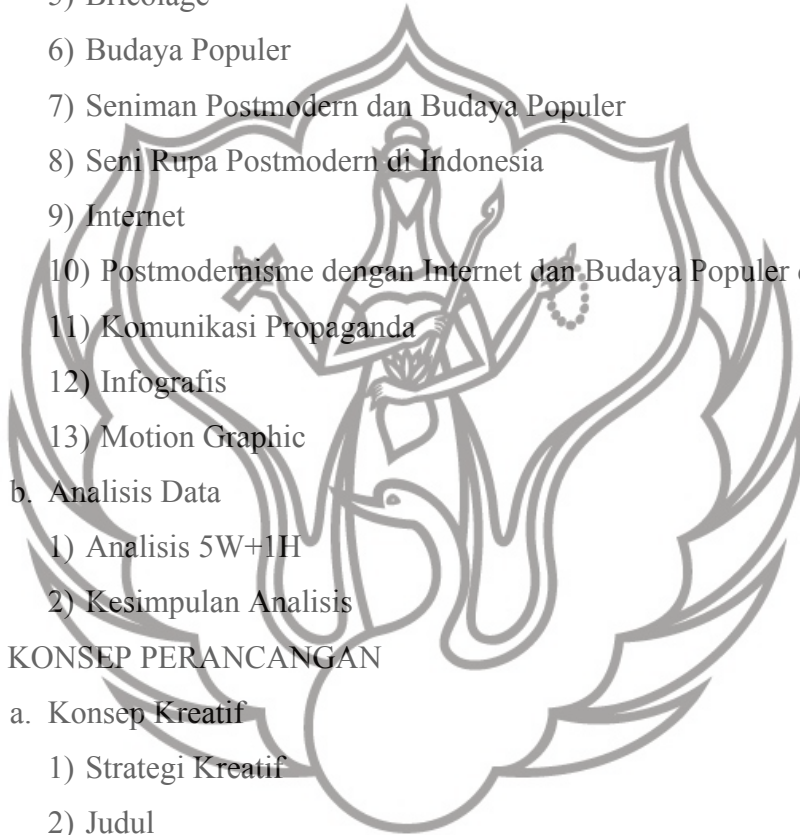 5) Bricolage
6) Budaya Populer
7) Seniman Postmodern dan Budaya Populer
8) Seni Rupa Postmodern di Indonesia
9) Internet
10) Postmodernisme dengan Internet dan Budaya Populer
11) Komunikasi Propaganda
12) Infografis
13) Motion Graphic
b. Analisis Data
1) Analisis 5W+1H
2) Kesimpulan Analisis
KONSEP PERANCANGAN
a. Konsep Kreatif
1) Strategi Kreatif
2) Judul